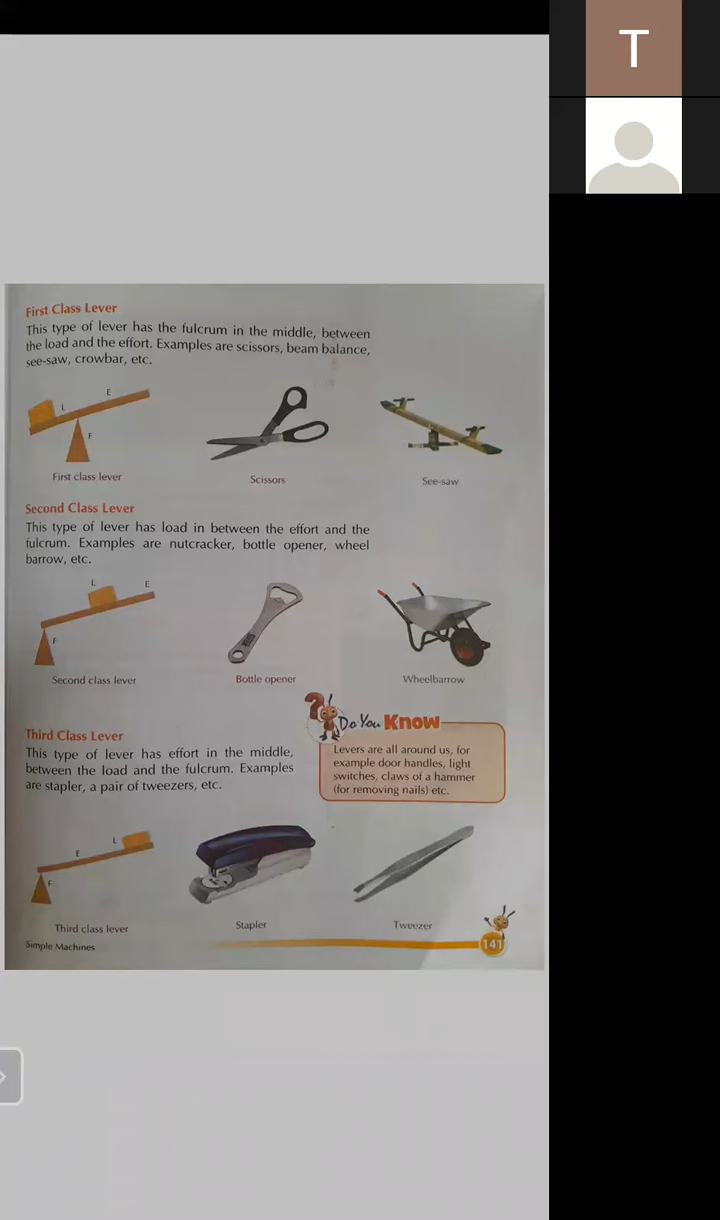 T
First Class Lever
This type of lever has the fulcrum in the middle, between
the load and the effort. Examples are scissors, beam balance,
see-saw, crowbar, etc.
E
L
F
First class lever
Scissors
See-saw
Second Class Lever
This type of lever has load in between the effort and the
fulcrum. Examples are nutcracker, bottle opener, wheel
barrow, etc.
L
E
F
Second class lever
Bottle opener
Wheelbarrow
Do You Know
Levers are all around us, for
example door handles, light
switches, claws of a hammer
(for removing nails) etc.
Third Class Lever
This type of lever has effort in the middle,
between the load and the fulcrum. Examples
are stapler, a pair of tweezers, etc.
L
E
F
Third class lever
Stapler
Tweezer
Simple Machines
141